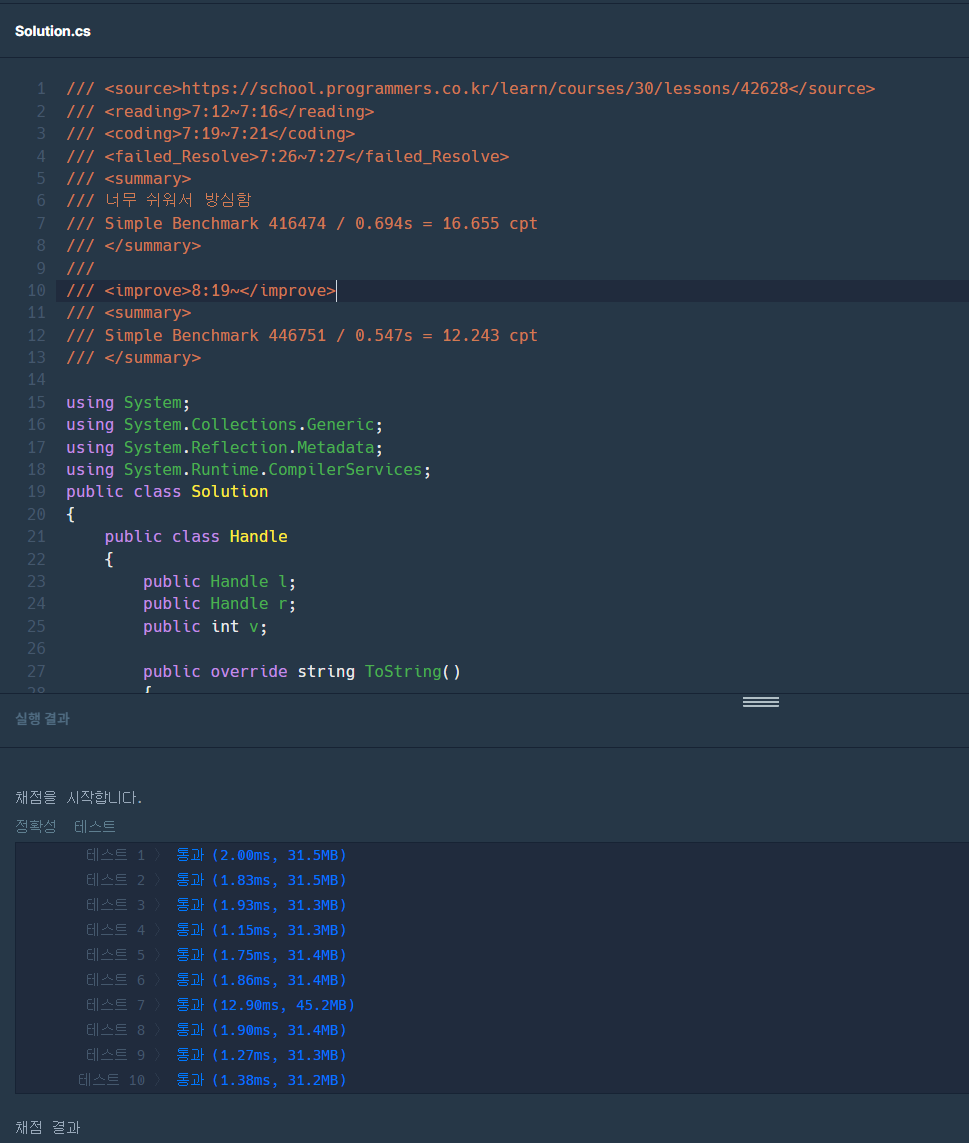 Solution.cs
1 /// <source>https://school.programmers.co.kr/learn/courses/30/lessons/42628</source>
2 /// <reading>7:12~7:16</reading>
3 /// <coding>7:19~7:21</coding>
4 /// <failed_Resolve>7:26~7:27</failed_Resolve>
5 /// <summary>
6 /// 너무 쉬워서 방심함
7 /// Simple Benchmark 416474 / 0.694s = 16.655 cpt
8 /// </summary>
9 ///
10 /// <improve>8:19~</improve>
11 /// <summary>
12 /// Simple Benchmark 446751 / 0.547s = 12.243 cpt
13 /// </summary>
14
15 using System;
16 using System.Collections.Generic;
17 using System.Reflection.Metadata;
18 using System.Runtime.CompilerServices;
19 public class Solution
20 {
21 public class Handle
22 {
23 public Handle l;
24 public Handle r;
25 public int v;
26
27 public override string ToString()
28 {
실행 결과
채점을 시작합니다.
정확성 테스트
테스트 1 〉 통과 (2.00ms, 31.5MB)
테스트 2 〉 통과 (1.83ms, 31.5MB)
테스트 3 〉 통과 (1.93ms, 31.3MB)
테스트 4 〉 통과 (1.15ms, 31.3MB)
테스트 5 〉 통과 (1.75ms, 31.4MB)
테스트 6 〉 통과 (1.86ms, 31.4MB)
테스트 7 〉 통과 (12.90ms, 45.2MB)
테스트 8 〉 통과 (1.90ms, 31.4MB)
테스트 9 〉 통과 (1.27ms, 31.3MB)
테스트 10 〉 통과 (1.38ms, 31.2MB)
채점 결과